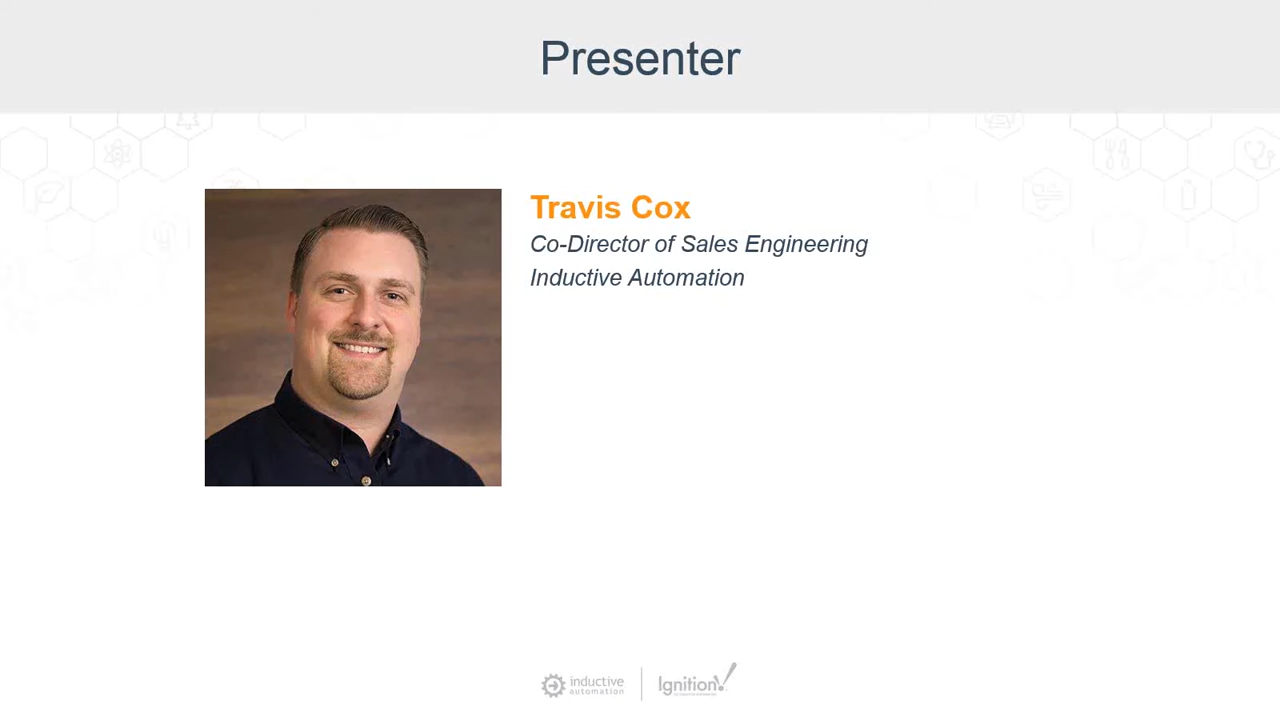 Presenter
Travis Cox
Co-Director of Sales Engineering
Inductive Automation
inductive
automation
Ignition!